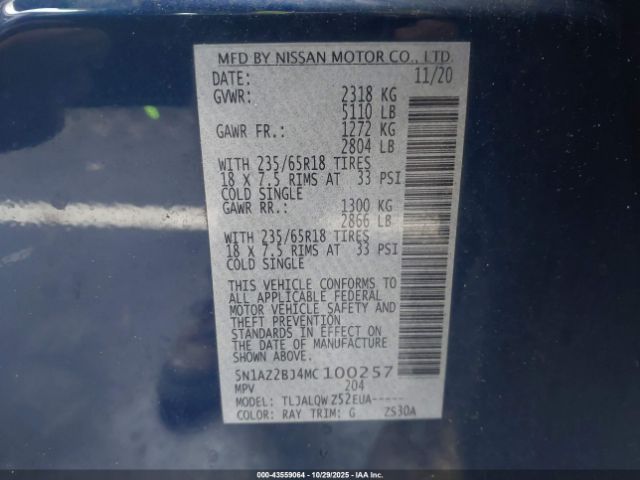 MFD BY NISSAN MOTOR CO., LTD.
DATE: 11/20
GVWR: 2318 KG
5110 LB
GAWR FR.: 1272 KG
2804 LB
WITH 235/65R18 TIRES
18 X 7.5 RIMS AT 33 PSI
COLD SINGLE
GAWR RR.: 1300 KG
2866 LB
WITH 235/65R18 TIRES
18 X 7.5 RIMS AT 33 PSI
COLD SINGLE
THIS VEHICLE CONFORMS TO
ALL APPLICABLE FEDERAL
MOTOR VEHICLE SAFETY AND
THEFT PREVENTION
STANDARDS IN EFFECT ON
THE DATE OF MANUFACTURE
SHOWN ABOVE.
5N1AZ2BJ4MC100257
MPV 204
MODEL: TLJALQW Z52EUA-----
COLOR: RAY TRIM: G ZS30A
000-43559064 - 10/29/2025 - IAAI.COM